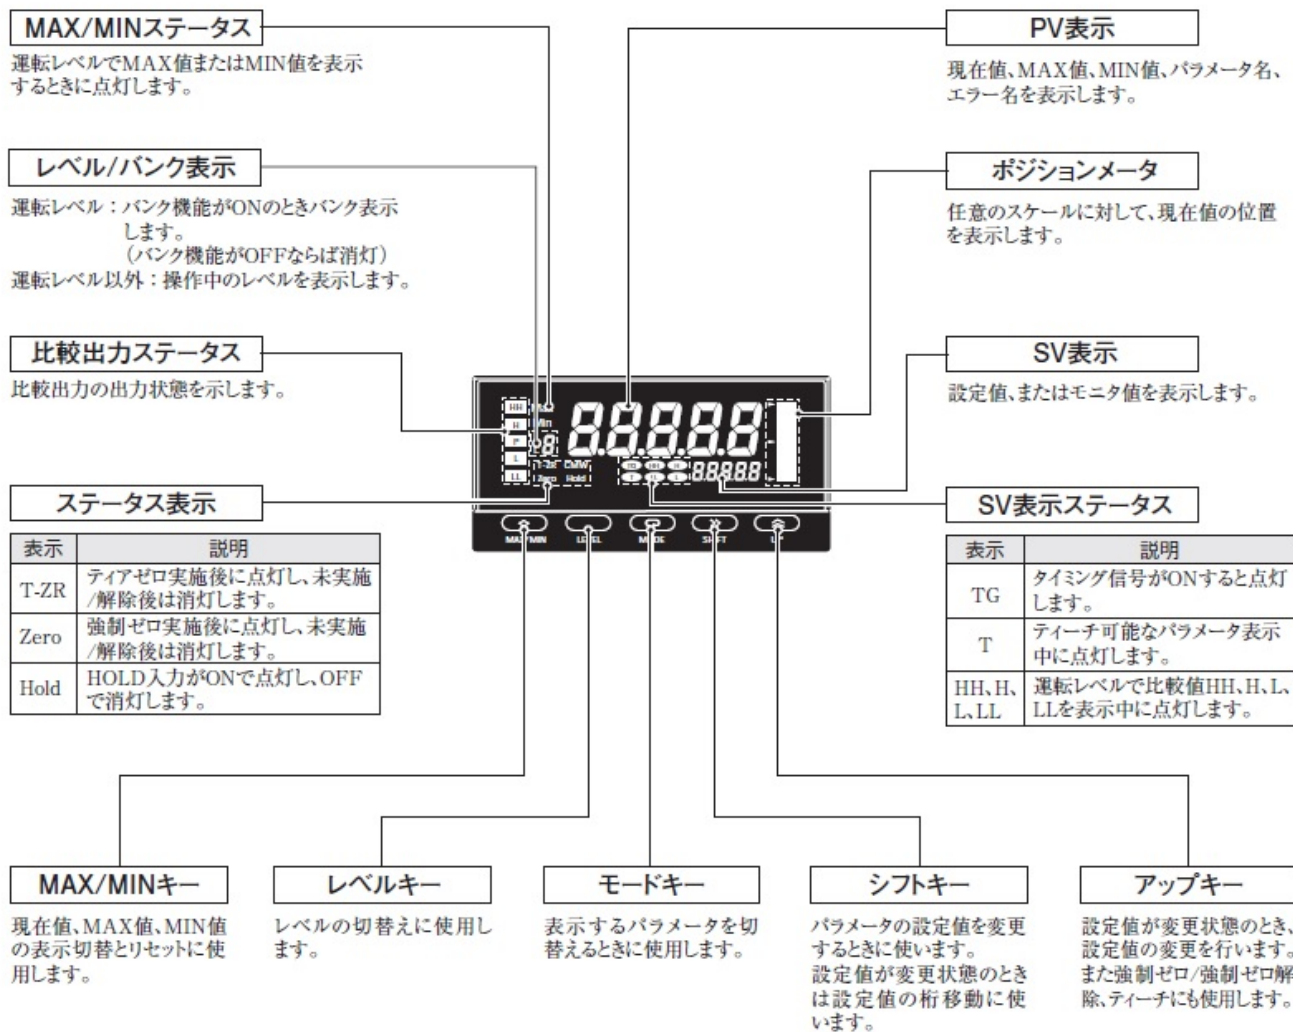 MAX/MINステータス
運転レベルでMAX値またはMIN値を表示
するときに点灯します。
レベル/バンク表示
運転レベル：バンク機能がONのときバンク表示
します。
（バンク機能がOFFならば消灯）
運転レベル以外：操作中のレベルを表示します。
比較出力ステータス
比較出力の出力状態を示します。
ステータス表示
表示 説明
T-ZR ティアゼロ実施後に点灯し、未実施
/解除後は消灯します。
Zero 強制ゼロ実施後に点灯し、未実施
/解除後は消灯します。
Hold HOLD入力がONで点灯し、OFF
で消灯します。
PV表示
現在値、MAX値、MIN値、パラメータ名、
エラー名を表示します。
ポジションメータ
任意のスケールに対して、現在値の位置
を表示します。
SV表示
設定値、またはモニタ値を表示します。
SV表示ステータス
表示 説明
TG タイミング信号がONすると点灯
します。
T ティーチ可能なパラメータ表示
中に点灯します。
HH、H、
L、LL 運転レベルで比較値HH、H、L、
LLを表示中に点灯します。
HH
H
P
L
LL
Min
8
88888
T-ZR CMW
Zero Hold
TG HH H
T LL L
88888
MAX/MIN LEVEL MODE SHIFT UP
MAX/MINキー
現在値、MAX値、MIN値
の表示切替とリセットに使
用します。
レベルキー
レベルの切替えに使用し
ます。
モードキー
表示するパラメータを切
替えるときに使用します。
シフトキー
パラメータの設定値を変更
するときに使います。
設定値が変更状態のとき
は設定値の桁移動に使
います。
アップキー
設定値が変更状態のとき、
設定値の変更を行います。
また強制ゼロ/強制ゼロ解
除、ティーチにも使用します。